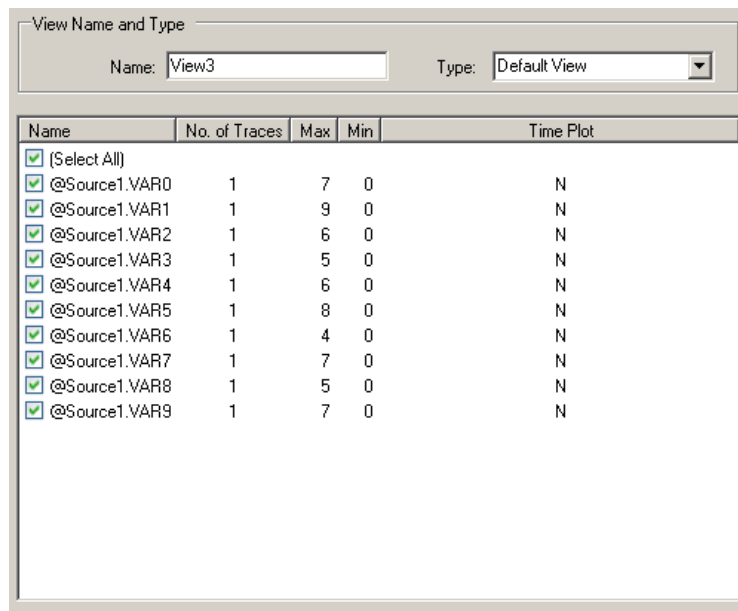 View Name and Type
Name: View3 Type: Default View
Name No. of Traces Max Min Time Plot
(Select All)
@Source1.VAR0 1 7 0 N
@Source1.VAR1 1 9 0 N
@Source1.VAR2 1 6 0 N
@Source1.VAR3 1 5 0 N
@Source1.VAR4 1 6 0 N
@Source1.VAR5 1 8 0 N
@Source1.VAR6 1 4 0 N
@Source1.VAR7 1 7 0 N
@Source1.VAR8 1 5 0 N
@Source1.VAR9 1 7 0 N